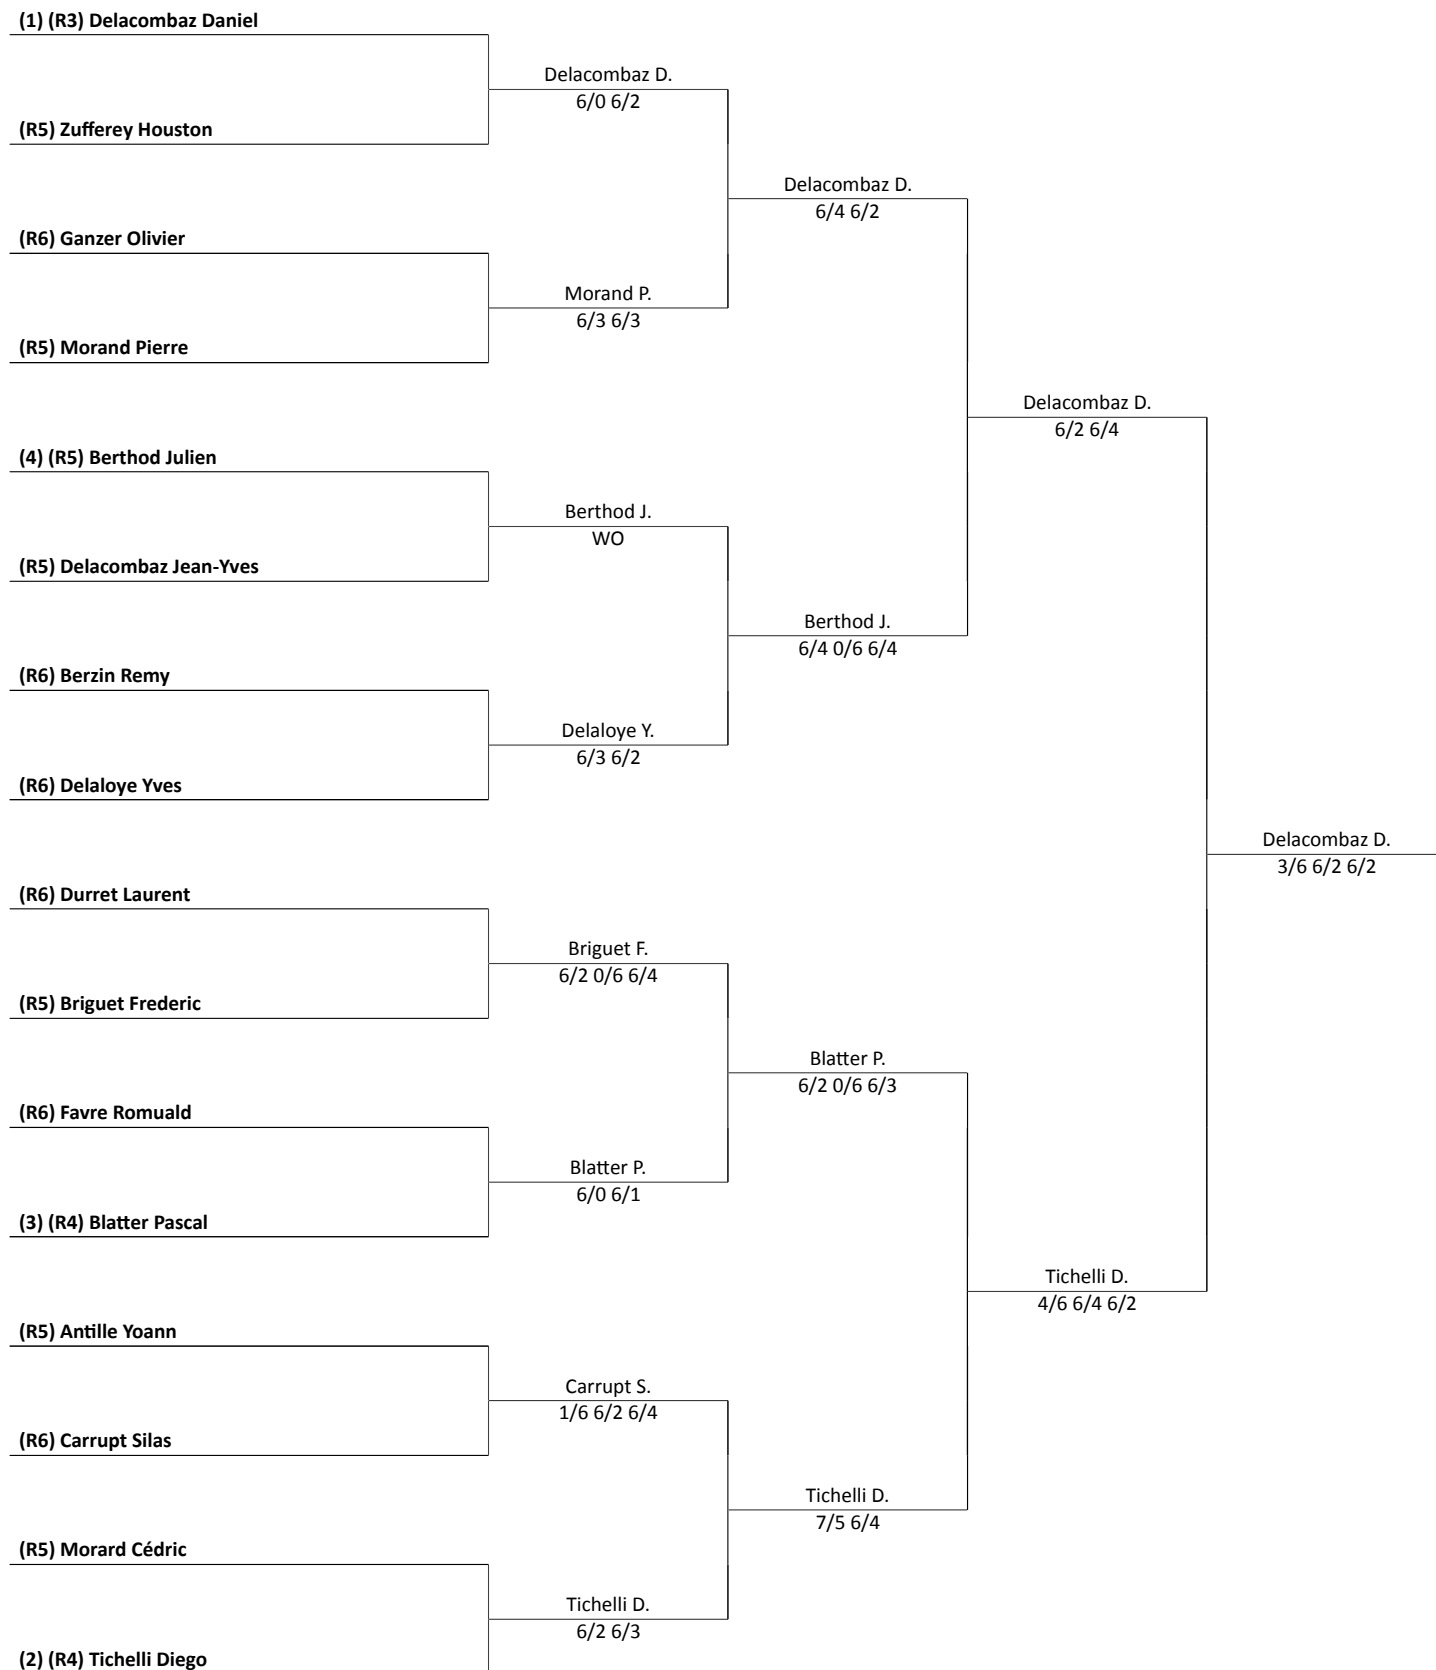 (1) (R3) Delacombaz Daniel
Delacombaz D.
6/0 6/2
(R5) Zufferey Houston
Delacombaz D.
6/4 6/2
(R6) Ganzer Olivier
Morand P.
6/3 6/3
(R5) Morand Pierre
Delacombaz D.
6/2 6/4
(4) (R5) Berthod Julien
Berthod J.
WO
(R5) Delacombaz Jean-Yves
Berthod J.
6/4 0/6 6/4
(R6) Berzin Remy
Delaloye Y.
6/3 6/2
(R6) Delaloye Yves
Delacombaz D.
3/6 6/2 6/2
(R6) Durret Laurent
Briguet F.
6/2 0/6 6/4
(R5) Briguet Frederic
Blatter P.
6/2 0/6 6/3
(R6) Favre Romuald
Blatter P.
6/0 6/1
(3) (R4) Blatter Pascal
Tichelli D.
4/6 6/4 6/2
(R5) Antille Yoann
Carrupt S.
1/6 6/2 6/4
(R6) Carrupt Silas
Tichelli D.
7/5 6/4
(R5) Morard Cédric
Tichelli D.
6/2 6/3
(2) (R4) Tichelli Diego